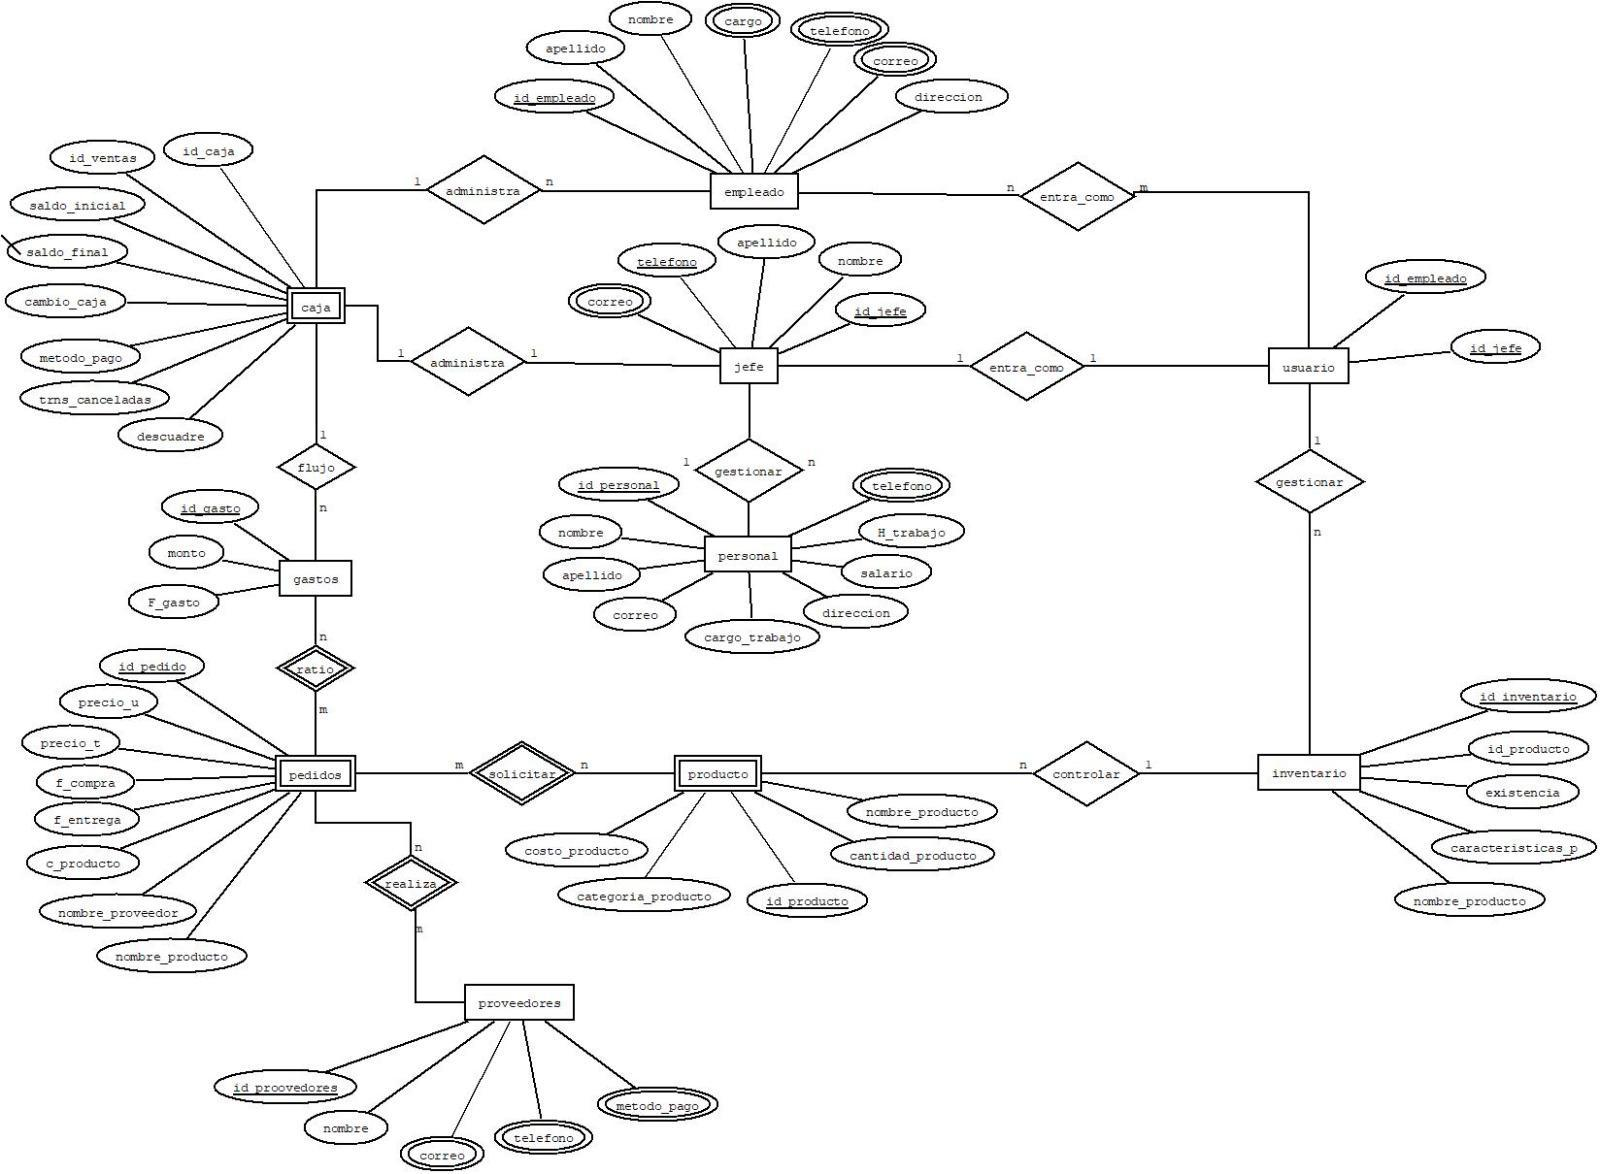 nombre
cargo
telefono
apellido
correo
id_empleado
direccion
id_ventas
id_caja
saldo_inicial
saldo_final
cambio_caja
metodo_pago
trns_canceladas
descuadre
caja
1
administra
n
empleado
n
entra_como
m
apellido
telefono
nombre
correo
id_jefe
id_empleado
id_jefe
1
administra
1
jefe
1
entra_como
1
usuario
1
flujo
n
1
gestionar
n
1
gestionar
n
id_gasto
monto
F_gasto
gastos
id_personal
telefono
nombre
H_trabajo
personal
apellido
salario
correo
direccion
cargo_trabajo
n
ratio
m
id_pedido
precio_u
precio_t
f_compra
f_entrega
c_producto
nombre_proveedor
nombre_producto
pedidos
m
solicitar
n
producto
n
controlar
1
inventario
id_inventario
id_producto
existencia
caracteristicas_p
nombre_producto
nombre_producto
costo_producto
cantidad_producto
categoria_producto
id_producto
n
realiza
m
proveedores
id_proovedores
nombre
correo
telefono
metodo_pago